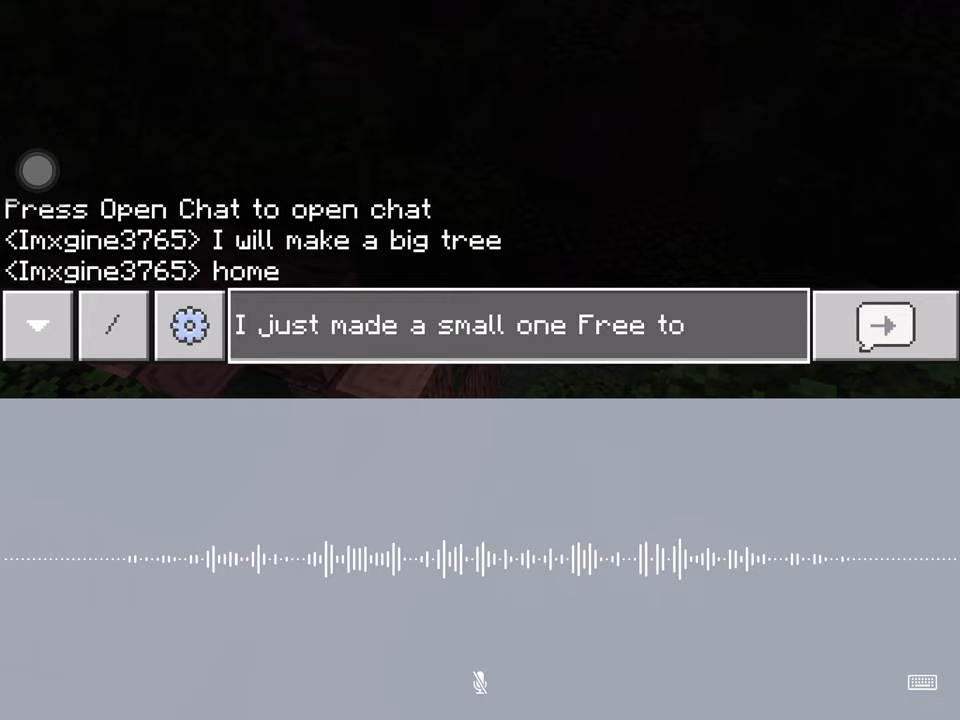 Press Open Chat to open chat
<Imxgine3765> I will make a big tree
<Imxgine3765> home
/
I just made a small one Free to